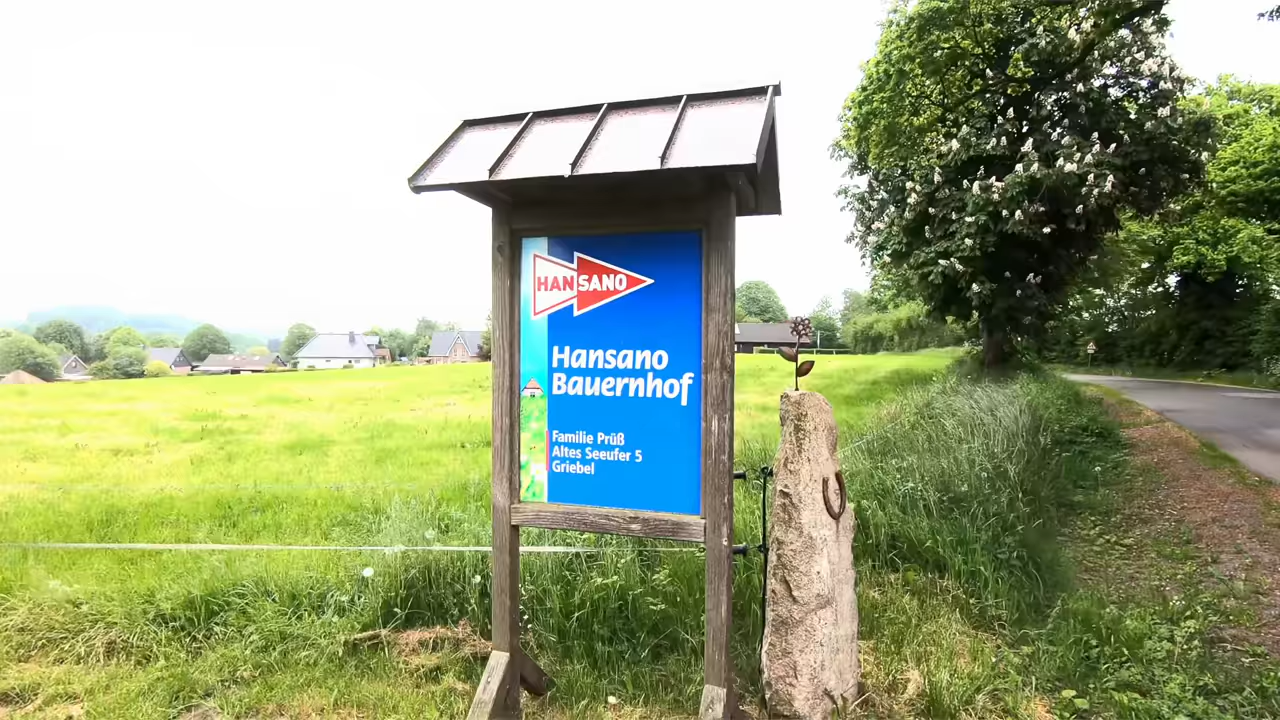 HANSANO
Hansano
Bauernhof
Familie Prüß
Altes Seeufer 5
Griebel